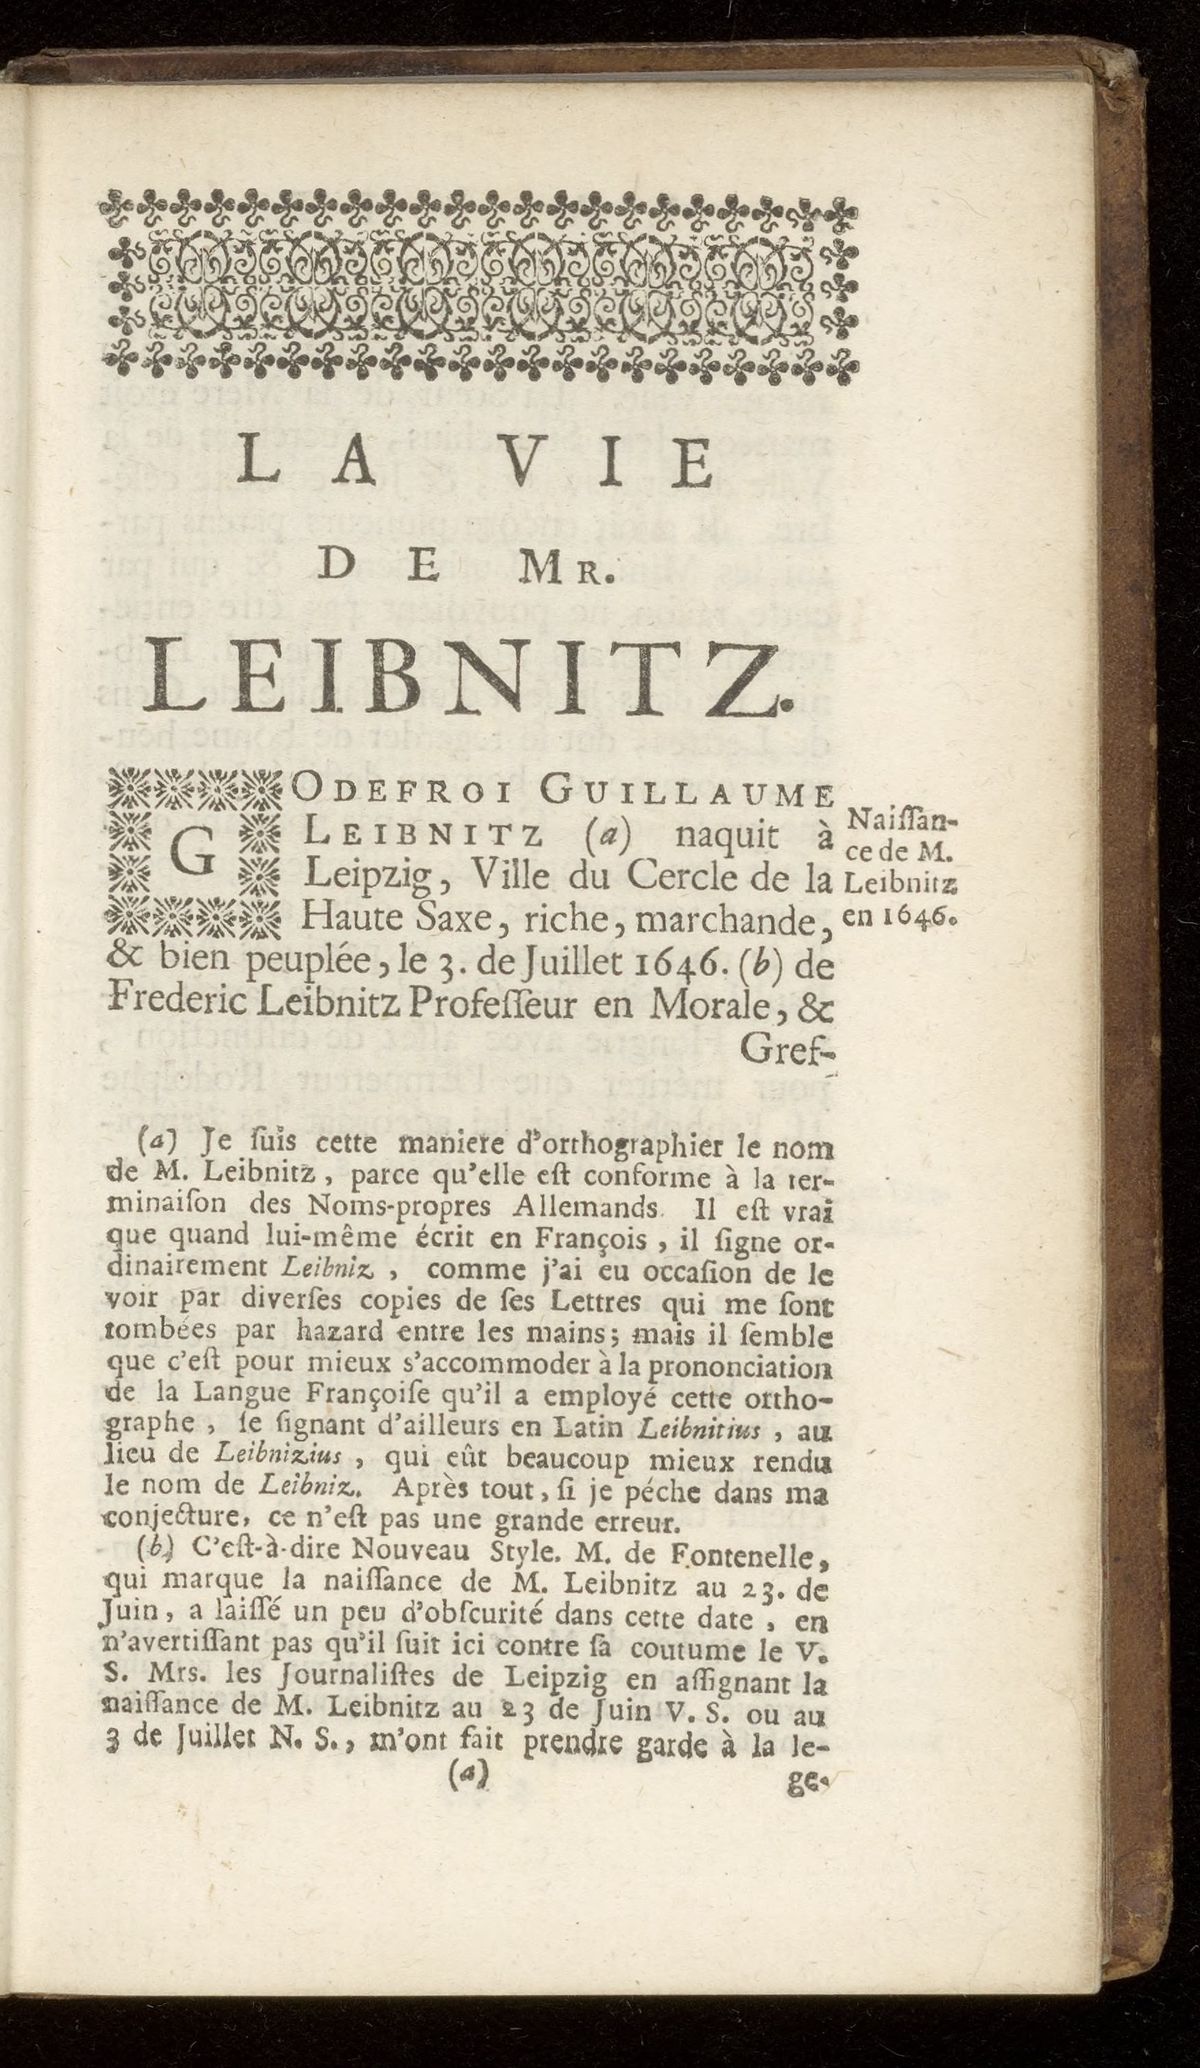 LA VIE
DE MR.
LEIBNITZ.
GODEFROI GUILLAUME
LEIBNITZ (a) naquit à
Leipzig, Ville du Cercle de la
Haute Saxe, riche, marchande,
& bien peuplée, le 3. de Juillet 1646. (b) de
Frederic Leibnitz Professeur en Morale, &
Gref-
Naissan-
ce de M.
Leibnitz
en 1646.
(a) Je suis cette maniere d'orthographier le nom
de M. Leibnitz, parce qu'elle est conforme à la ter-
minaison des Noms-propres Allemands. Il est vrai
que quand lui-même écrit en François, il signe or-
dinairement Leibniz, comme j'ai eu occasion de le
voir par diverses copies de ses Lettres qui me sont
tombées par hazard entre les mains; mais il semble
que c'est pour mieux s'accommoder à la prononciation
de la Langue Françoise qu'il a employé cette ortho-
graphe, se signant d'ailleurs en Latin Leibnitius, au
lieu de Leibnizius, qui eût beaucoup mieux rendu
le nom de Leibniz. Après tout, si je péche dans ma
conjecture, ce n'est pas une grande erreur.
(b) C'est-à-dire Nouveau Style. M. de Fontenelle,
qui marque la naissance de M. Leibnitz au 23. de
Juin, a laissé un peu d'obscurité dans cette date, en
n'avertissant pas qu'il suit ici contre sa coutume le V.
S. Mrs. les Journalistes de Leipzig en assignant la
naissance de M. Leibnitz au 23 de Juin V. S. ou au
3 de Juillet N. S., m'ont fait prendre garde à la le-
(a)
ge.